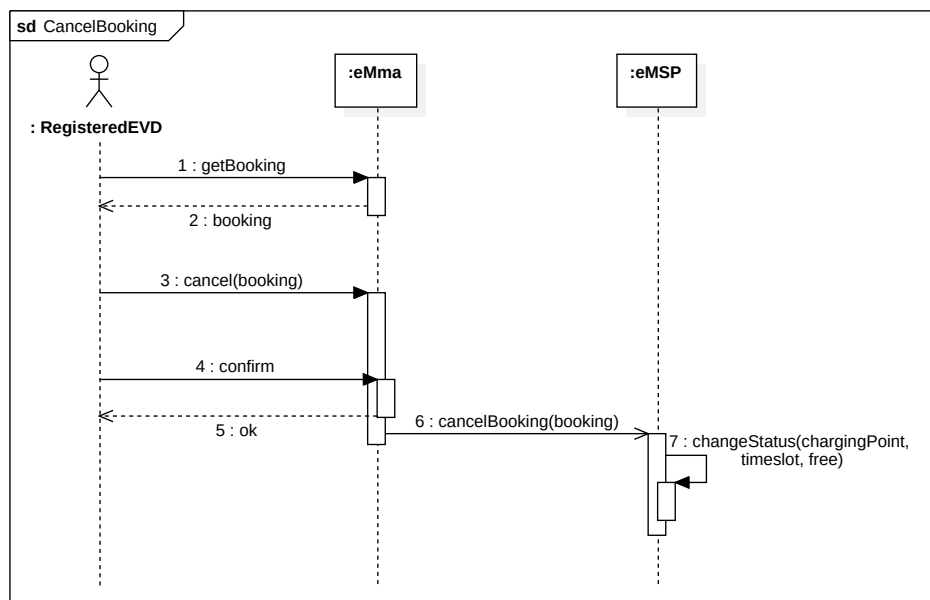 sd CancelBooking
:eMma
:eMSP
: RegisteredEVD
1 : getBooking
2 : booking
3 : cancel(booking)
4 : confirm
5 : ok
6 : cancelBooking(booking)
7 : changeStatus(chargingPoint,
timeslot, free)